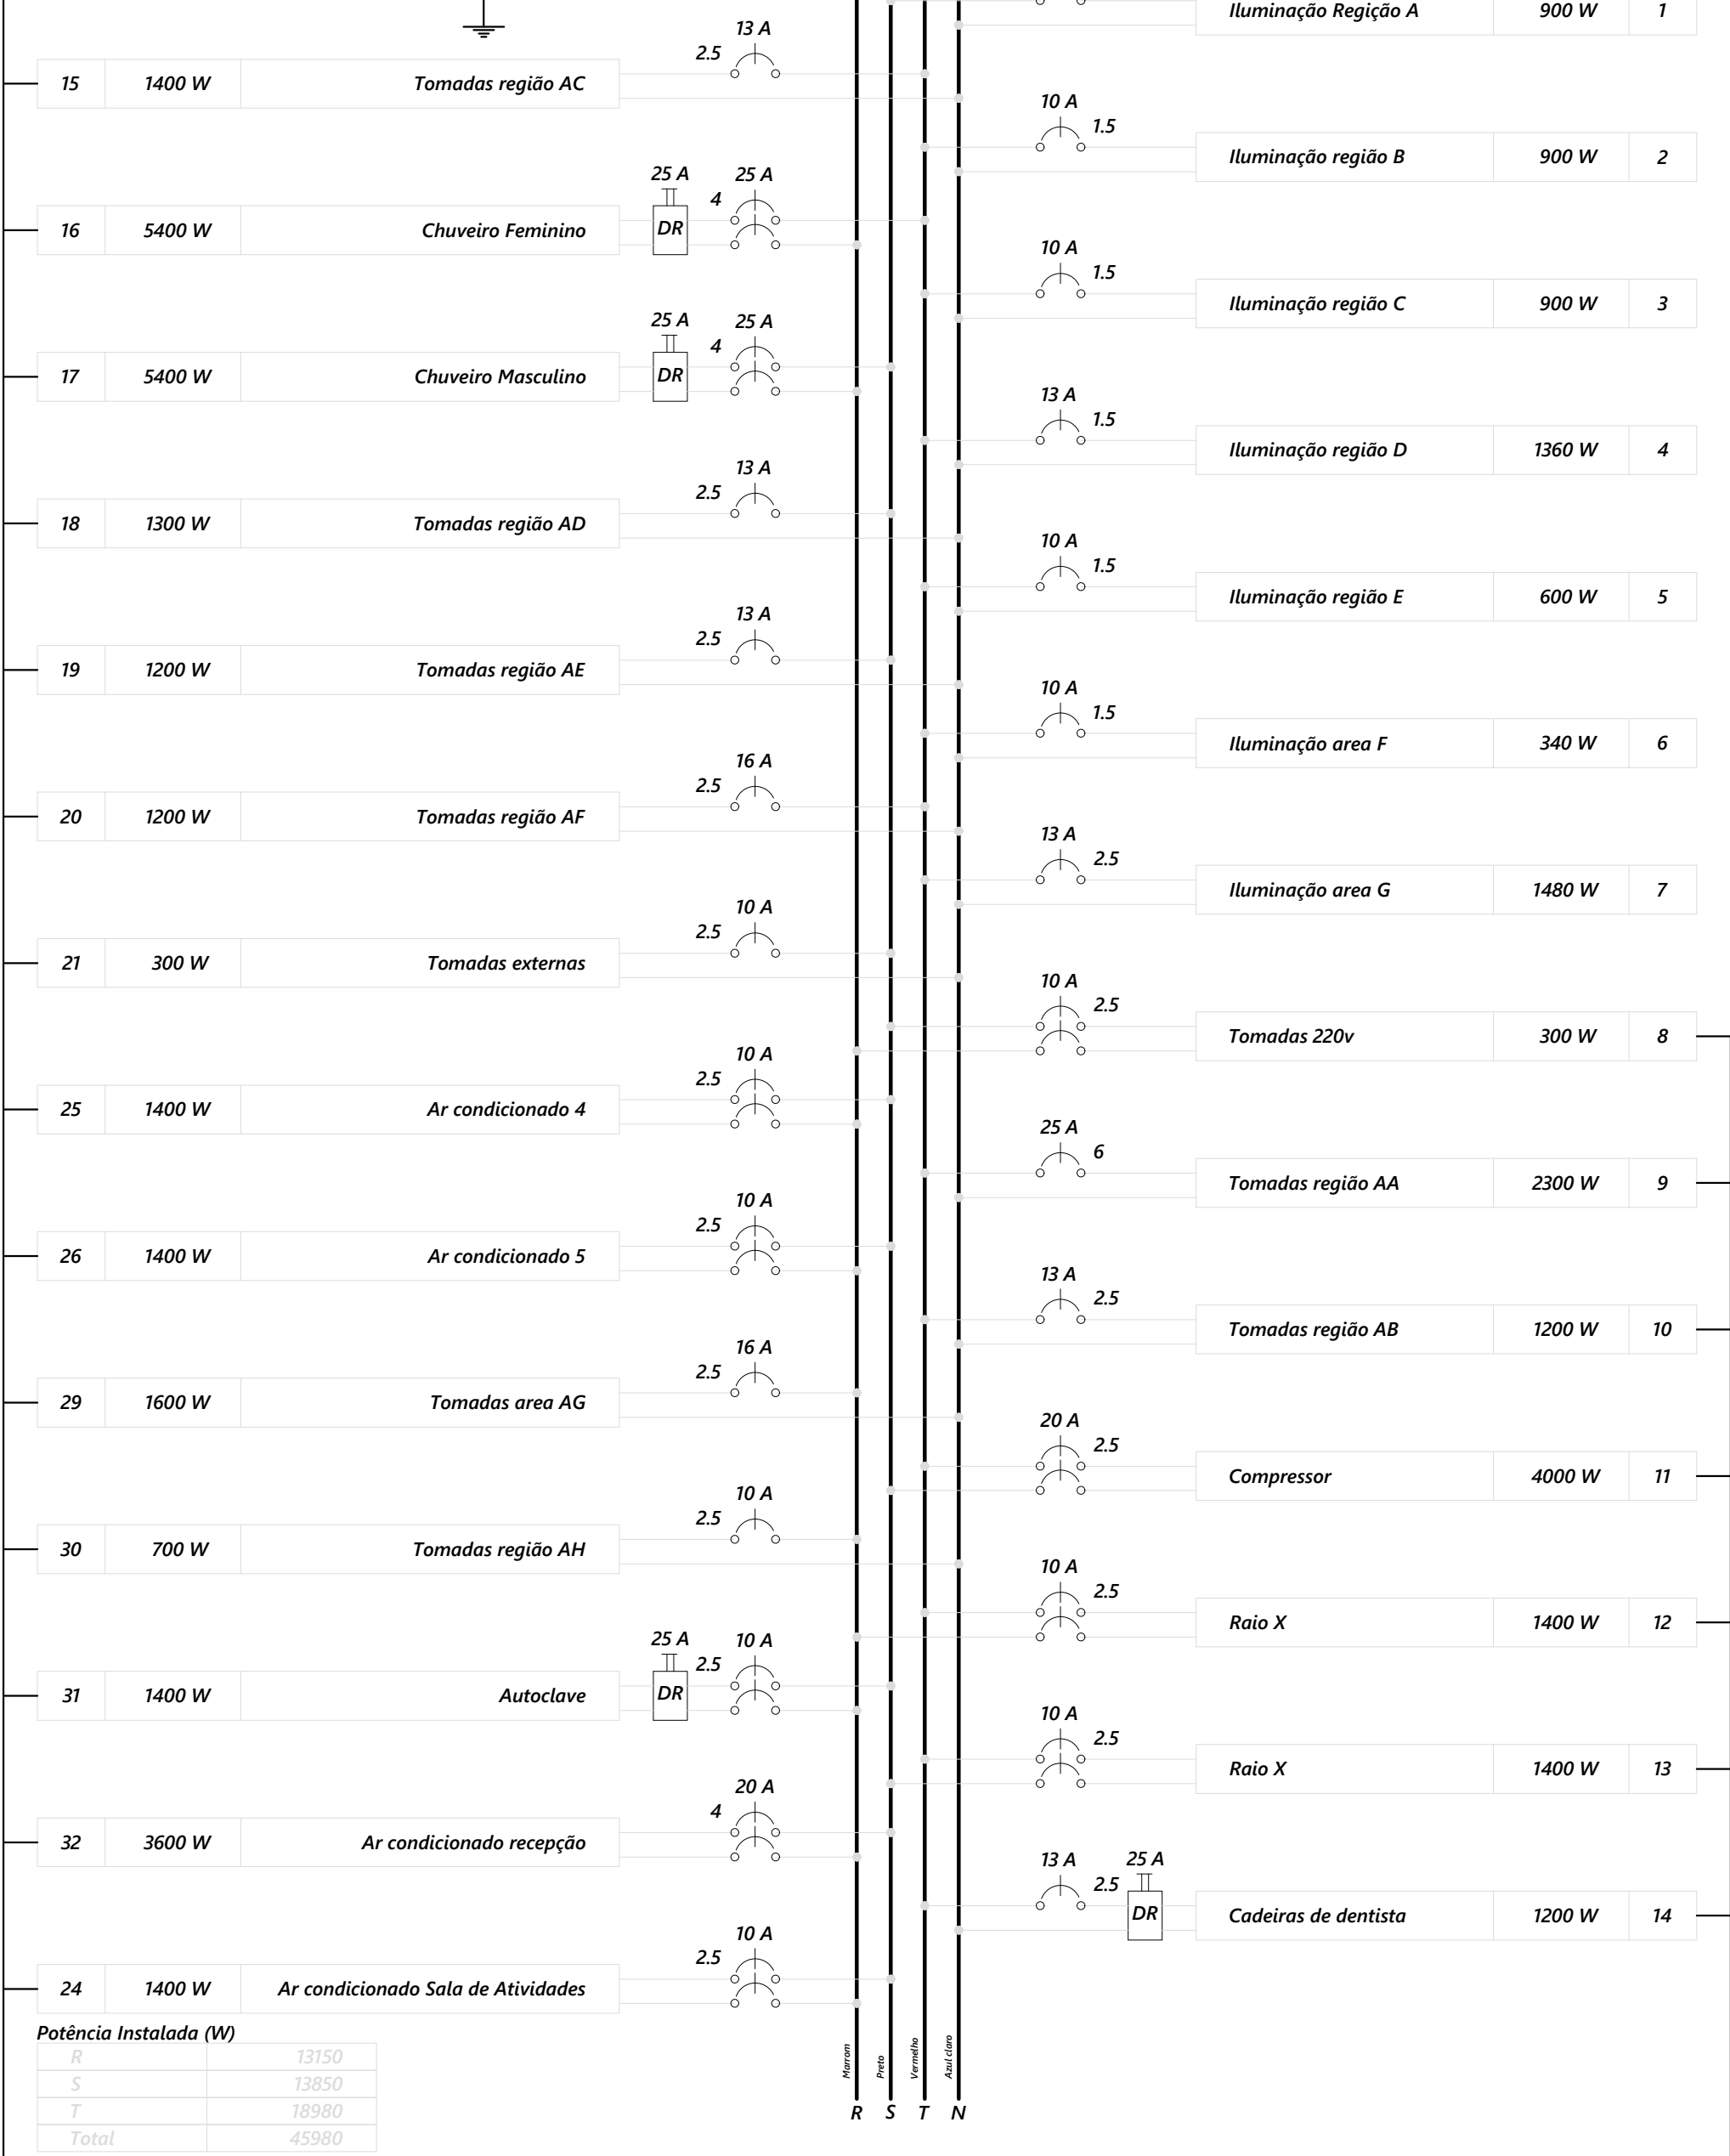 13 A
2.5
15 1400 W Tomadas região AC
25 A 25 A
4
16 5400 W Chuveiro Feminino DR
25 A 25 A
4
17 5400 W Chuveiro Masculino DR
13 A
2.5
18 1300 W Tomadas região AD
13 A
2.5
19 1200 W Tomadas região AE
16 A
2.5
20 1200 W Tomadas região AF
10 A
2.5
21 300 W Tomadas externas
10 A
2.5
25 1400 W Ar condicionado 4
10 A
2.5
26 1400 W Ar condicionado 5
16 A
2.5
29 1600 W Tomadas area AG
10 A
2.5
30 700 W Tomadas região AH
25 A 10 A
2.5
31 1400 W Autoclave DR
20 A
4
32 3600 W Ar condicionado recepção
10 A
2.5
24 1400 W Ar condicionado Sala de Atividades
Potência Instalada (W)
R 13150
S 13850
T 18980
Total 45980
Marrom Preto Vermelho Azul claro
R S T N
Iluminação Regição A 900 W 1
10 A
1.5
Iluminação região B 900 W 2
10 A
1.5
Iluminação região C 900 W 3
13 A
1.5
Iluminação região D 1360 W 4
10 A
1.5
Iluminação região E 600 W 5
10 A
1.5
Iluminação area F 340 W 6
13 A
2.5
Iluminação area G 1480 W 7
10 A
2.5
Tomadas 220v 300 W 8
25 A
6
Tomadas região AA 2300 W 9
13 A
2.5
Tomadas região AB 1200 W 10
20 A
2.5
Compressor 4000 W 11
10 A
2.5
Raio X 1400 W 12
10 A
2.5
Raio X 1400 W 13
13 A 25 A
2.5
DR Cadeiras de dentista 1200 W 14